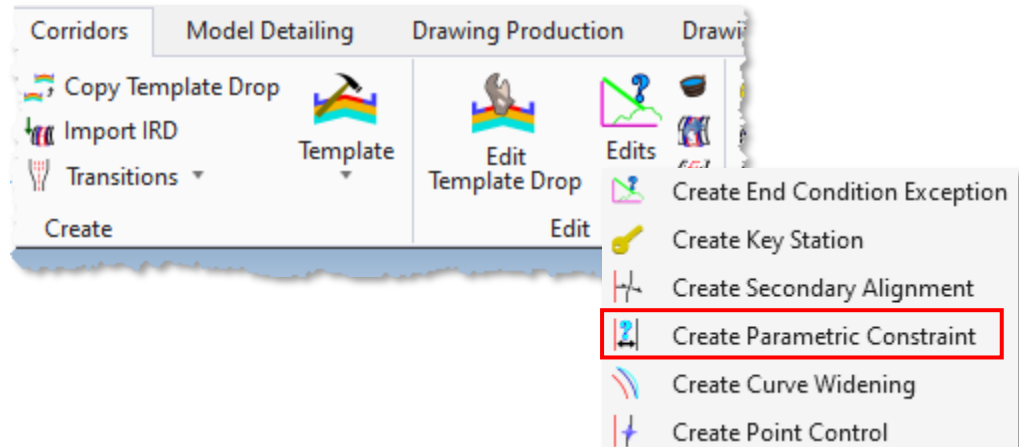 Corridors Model Detailing Drawing Production
Copy Template Drop
Import IRD
Transitions
Template
Edit
Template Drop
Edits
Create
Edit
Create End Condition Exception
Create Key Station
Create Secondary Alignment
Create Parametric Constraint
Create Curve Widening
Create Point Control